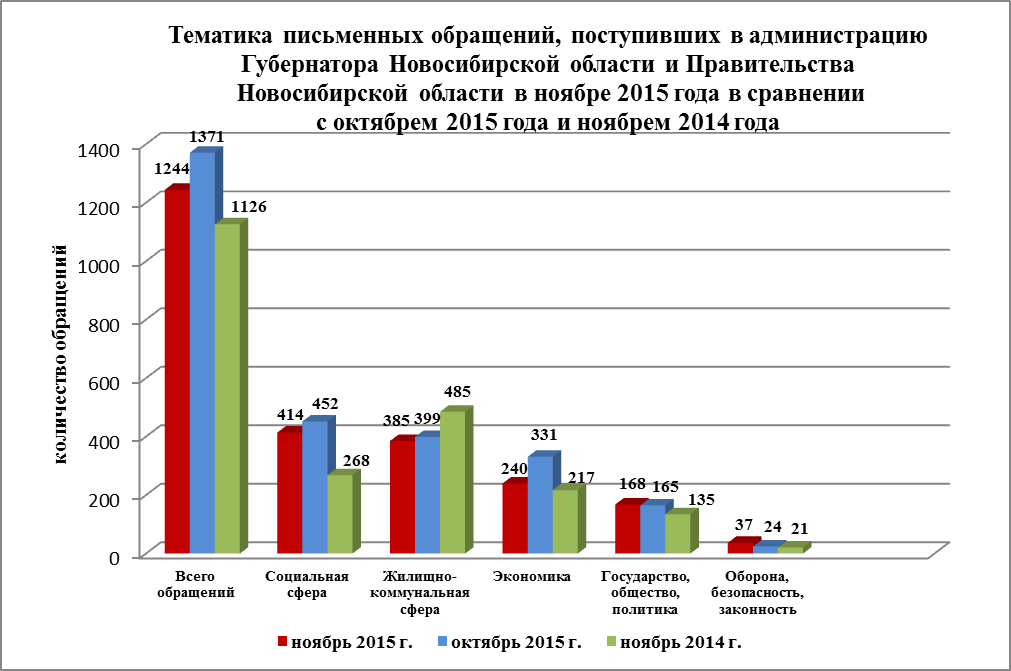 Тематика письменных обращений, поступивших в администрацию
Губернатора Новосибирской области и Правительства
Новосибирской области в ноябре 2015 года в сравнении
с октябрем 2015 года и ноябрем 2014 года
количество обращений
1400
1200
1000
800
600
400
200
0
1244 1371 1126
414 452 268
385 399 485
240 331 217
168 165 135
37 24 21
Всего
обращений
Социальная
сфера
Жилищно-
коммунальная
сфера
Экономика
Государство,
общество,
политика
Оборона,
безопасность,
законность
ноябрь 2015 г. октябрь 2015 г. ноябрь 2014 г.